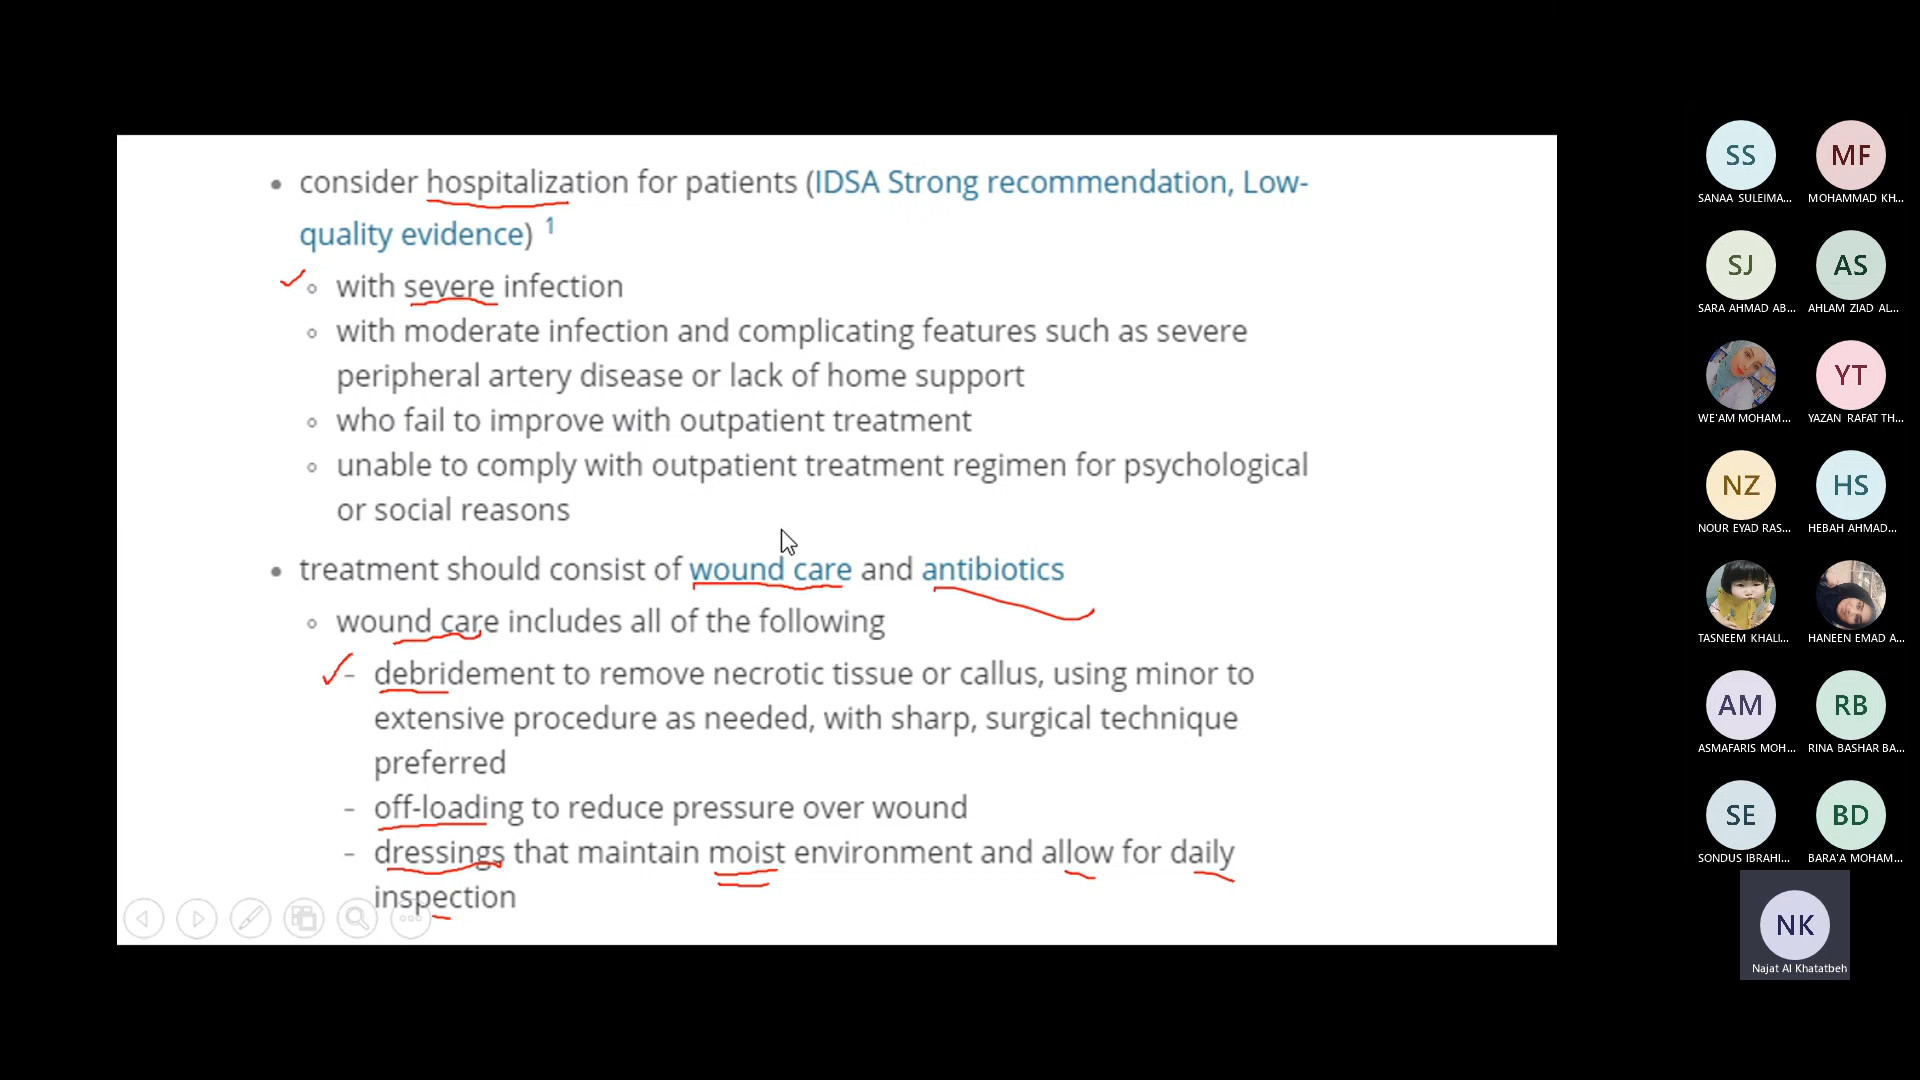 • consider hospitalization for patients (IDSA Strong recommendation, Low-
quality evidence) 1
◦ with severe infection
◦ with moderate infection and complicating features such as severe
peripheral artery disease or lack of home support
◦ who fail to improve with outpatient treatment
◦ unable to comply with outpatient treatment regimen for psychological
or social reasons
• treatment should consist of wound care and antibiotics
◦ wound care includes all of the following
– debridement to remove necrotic tissue or callus, using minor to
extensive procedure as needed, with sharp, surgical technique
preferred
– off-loading to reduce pressure over wound
– dressings that maintain moist environment and allow for daily
inspection
SS MF
SANAA SULEIMA... MOHAMMAD KH...
SJ AS
SARA AHMAD AB... AHLAM ZIAD AL...
YT
WE'AM MOHAM... YAZAN RAFAT TH...
NZ HS
NOUR EYAD RAS... HEBAH AHMAD...
TASNEEM KHALI... HANEEN EMAD A...
AM RB
ASMAFARIS MOH... RINA BASHAR BA...
SE BD
SONDUS IBRAHI... BARA'A MOHAM...
NK
Najat Al Khatatbeh